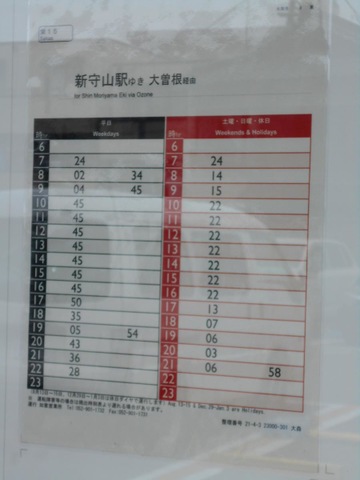 新守山駅ゆき 大曽根経由
for Shin Moriyama Eki via Ozone
平日 Weekdays
土曜・日曜・休日 Weekends & Holidays
6 6
7 24 7 24
8 02 34 8 14
9 04 45 9 15
10 45 10 22
11 45 11 22
12 45 12 22
13 45 13 22
14 45 14 22
15 45 15 22
16 45 16 22
17 50 17 13
18 35 18 07
19 05 54 19 06
20 43 20 03
21 36 21 06 58
22 28 22
23 23